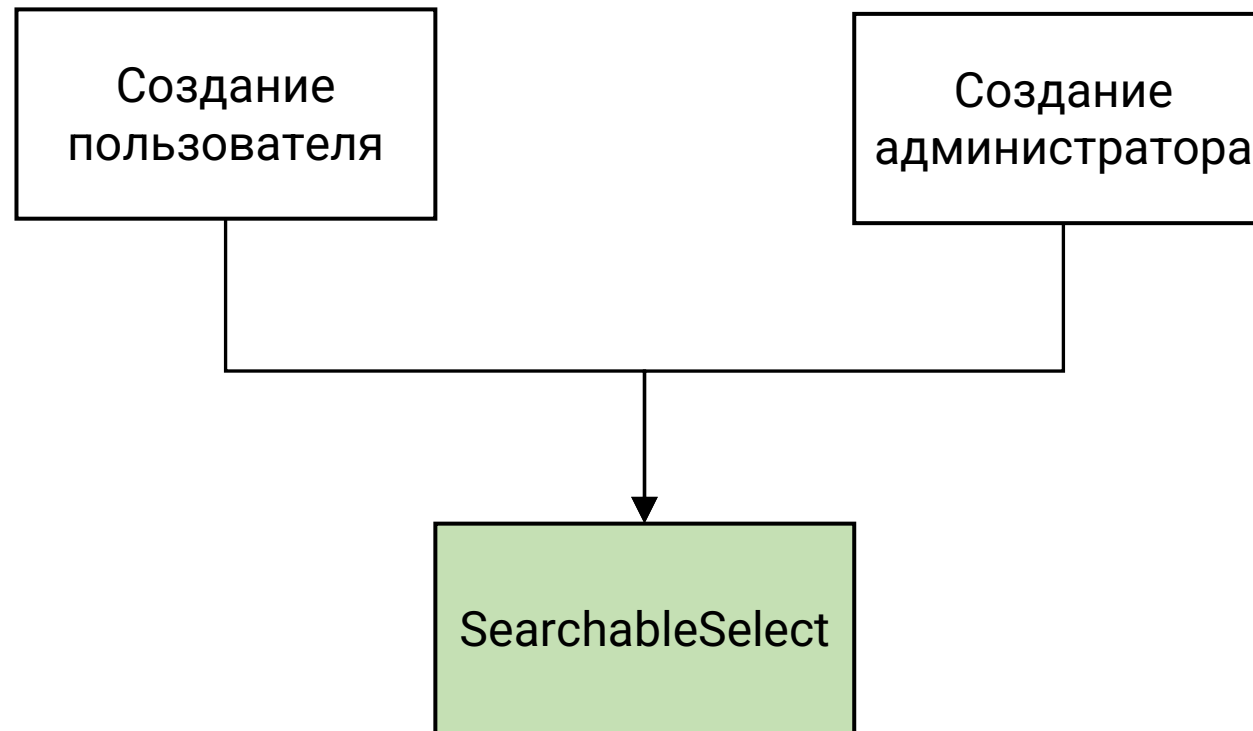 Создание
пользователя
Создание
администратора
SearchableSelect